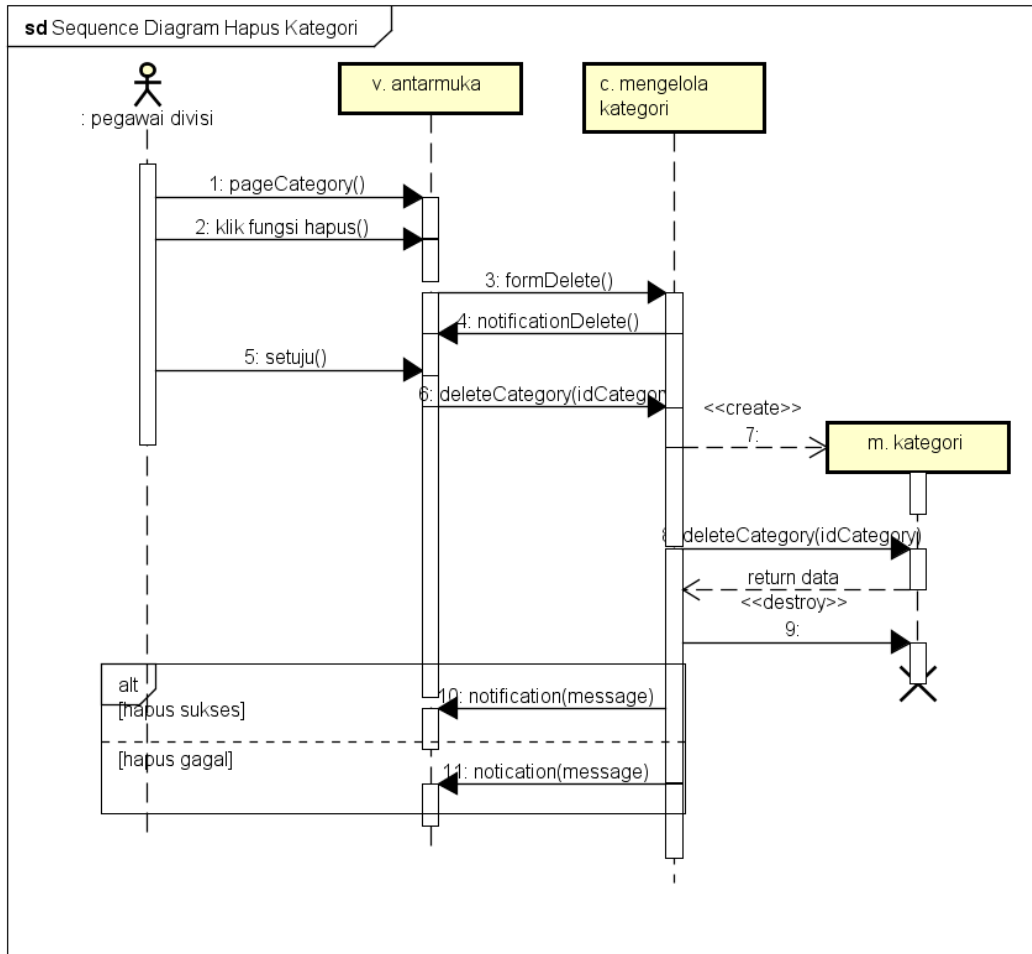 sd Sequence Diagram Hapus Kategori
: pegawai divisi
v. antarmuka
c. mengelola
kategori
1: pageCategory()
2: klik fungsi hapus()
3: formDelete()
4: notificationDelete()
5: setuju()
6: deleteCategory(idCategory
<<create>>
7:
m. kategori
8: deleteCategory(idCategory)
return data
<<destroy>>
9:
alt
[hapus sukses]
10: notification(message)
[hapus gagal]
11: notication(message)